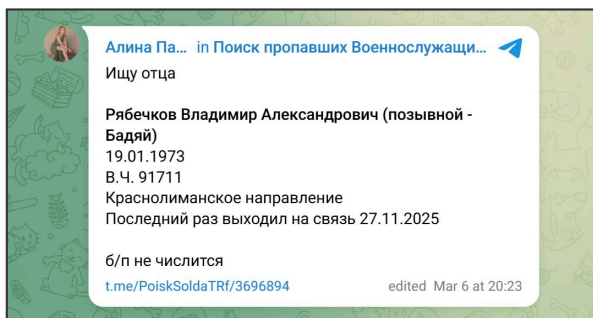 Алина Па... in Поиск пропавших Военнослужащи...
Ищу отца
Рябечков Владимир Александрович (позывной -
Бадяй)
19.01.1973
В.Ч. 91711
Краснолиманское направление
Последний раз выходил на связь 27.11.2025
б/п не числится
t.me/PoiskSoldaTRf/3696894 edited Mar 6 at 20:23